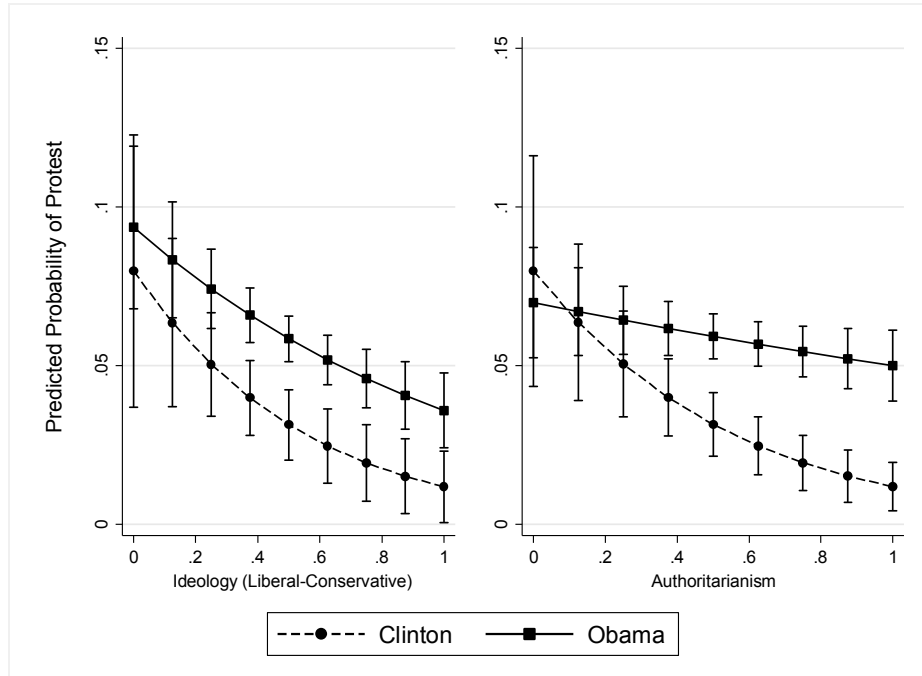 Predicted Probability of Protest
.15
.1
.05
0
0 .2 .4 .6 .8 1
Ideology (Liberal-Conservative)
.15
.1
.05
0
0 .2 .4 .6 .8 1
Authoritarianism
Clinton Obama